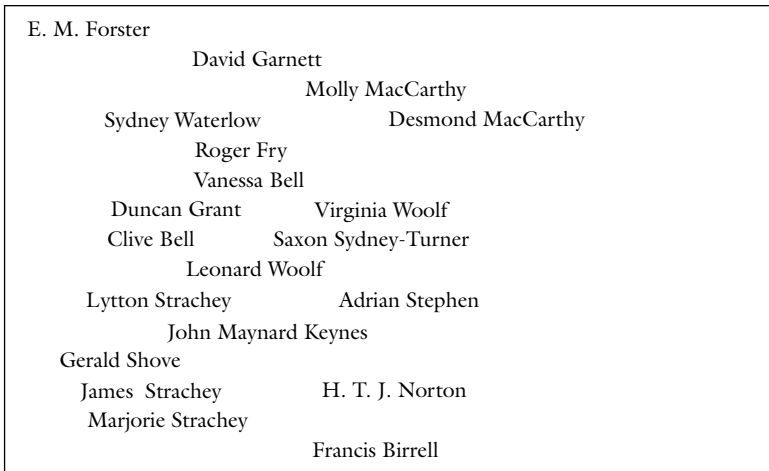 E. M. Forster
David Garnett
Molly MacCarthy
Sydney Waterlow Desmond MacCarthy
Roger Fry
Vanessa Bell
Duncan Grant Virginia Woolf
Clive Bell Saxon Sydney-Turner
Leonard Woolf
Lytton Strachey Adrian Stephen
John Maynard Keynes
Gerald Shove
James Strachey H. T. J. Norton
Marjorie Strachey
Francis Birrell